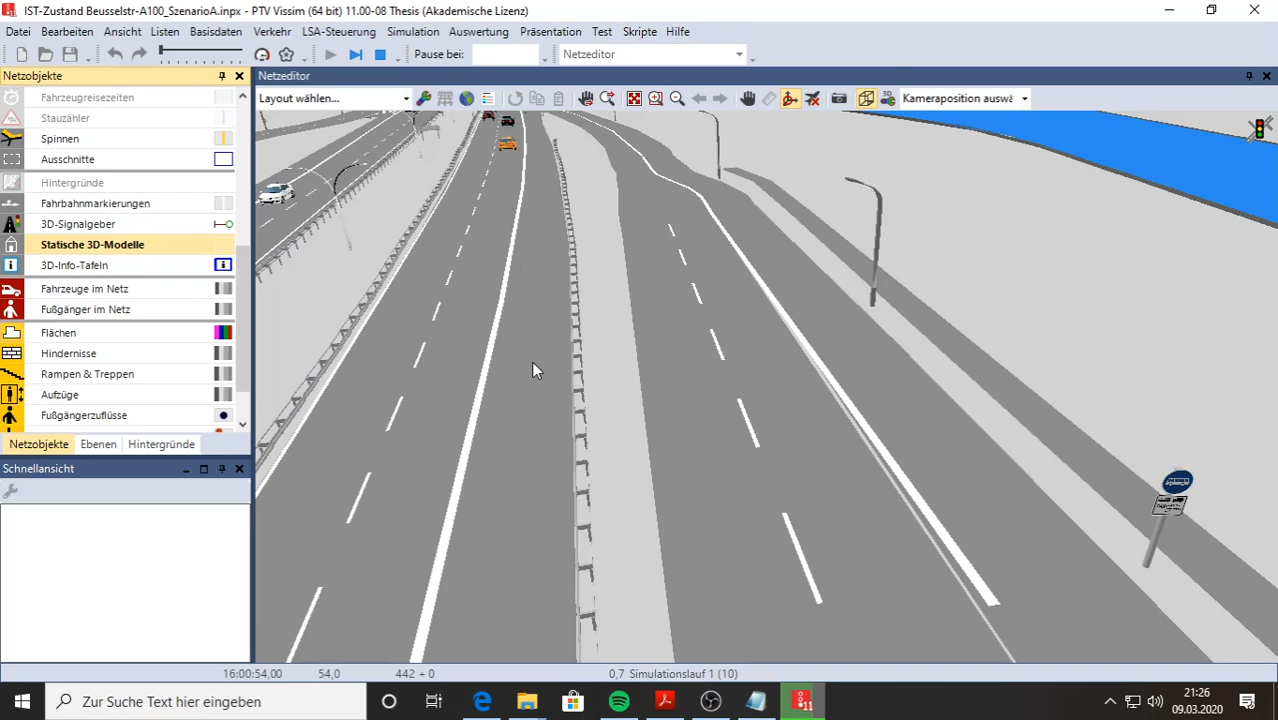 IST-Zustand Beusselstr-A100_SzenarioA.inpx - PTV Vissim (64 bit) 11.00-08 Thesis (Akademische Lizenz)
Datei Bearbeiten Ansicht Listen Basisdaten Verkehr LSA-Steuerung Simulation Auswertung Präsentation Test Skripte Hilfe
Pause bei: Netzeditor
Netzobjekte
Netzeditor
Layout wählen...
Kameraposition auswä
Fahrzeugreisezeiten
Stauzähler
Spinnen
Ausschnitte
Hintergründe
Fahrbahnmarkierungen
3D-Signalgeber
Statische 3D-Modelle
3D-Info-Tafeln
Fahrzeuge im Netz
Fußgänger im Netz
Flächen
Hindernisse
Rampen & Treppen
Aufzüge
Fußgängerzuflüsse
Netzobjekte Ebenen Hintergründe
Schnellansicht
16:00:54,00 54,0 442 + 0 0,7 Simulationslauf 1 (10)
Zur Suche Text hier eingeben
11
21:26
09.03.2020